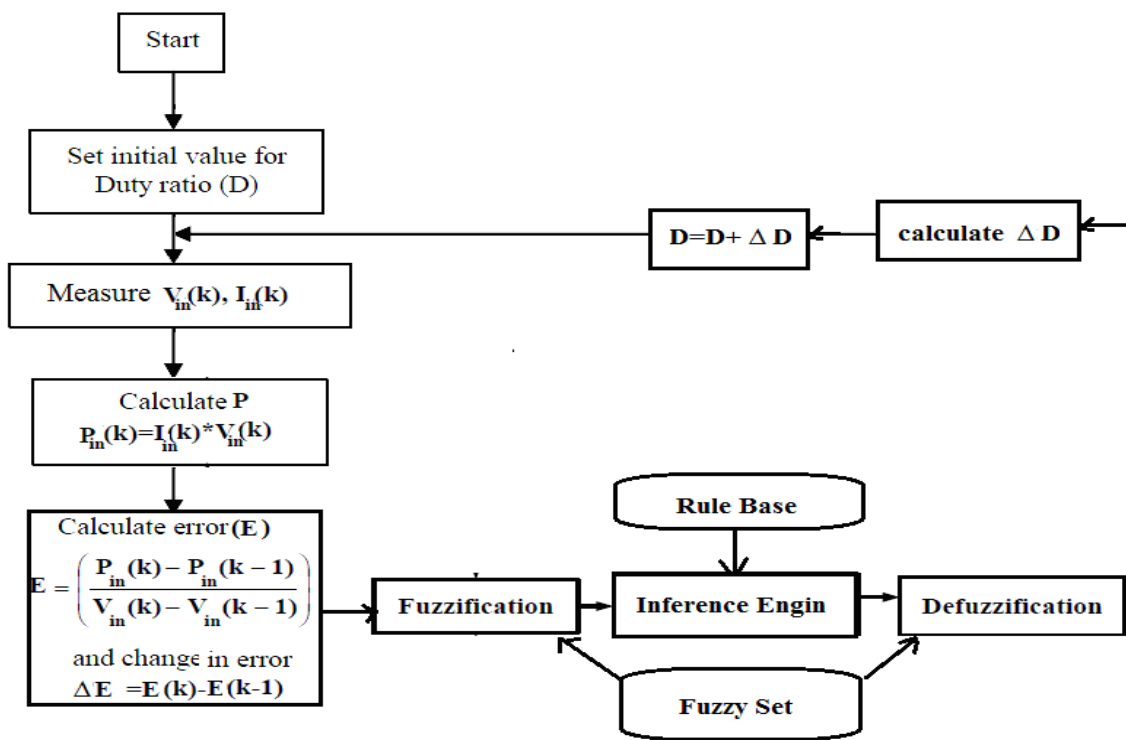 Start
Set initial value for
Duty ratio (D)
D=D+ Δ D
calculate Δ D
Measure V_in(k), I_in(k)
Calculate P
P_in(k)=I_in(k)*V_in(k)
Calculate error(E)
E = ( P_in(k) − P_in(k − 1) / V_in(k) − V_in(k − 1) )
and change in error
ΔE =E(k)-E(k-1)
Fuzzification
Rule Base
Inference Engin
Defuzzification
Fuzzy Set